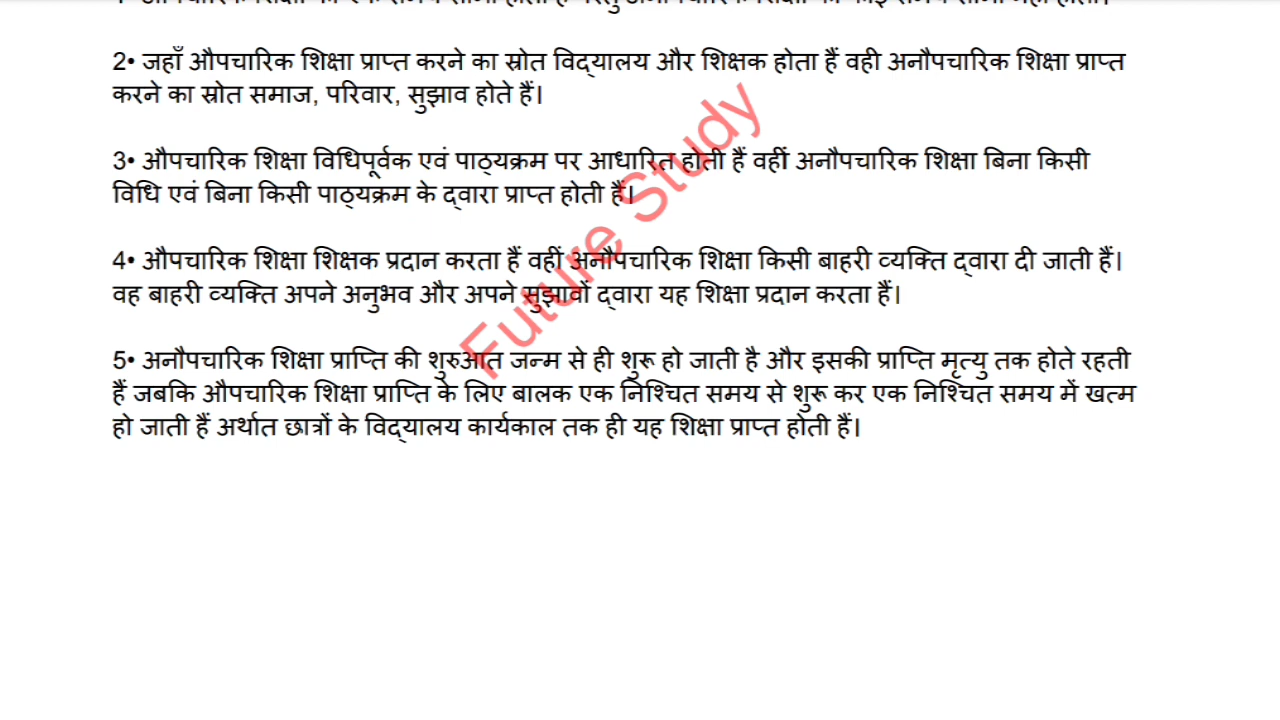 2• जहाँ औपचारिक शिक्षा प्राप्त करने का स्रोत विद्यालय और शिक्षक होता हैं वही अनौपचारिक शिक्षा प्राप्त
करने का स्रोत समाज, परिवार, सुझाव होते हैं।
3• औपचारिक शिक्षा विधिपूर्वक एवं पाठ्यक्रम पर आधारित होती हैं वहीं अनौपचारिक शिक्षा बिना किसी
विधि एवं बिना किसी पाठ्यक्रम के द्वारा प्राप्त होती हैं।
4• औपचारिक शिक्षा शिक्षक प्रदान करता हैं वहीं अनौपचारिक शिक्षा किसी बाहरी व्यक्ति द्वारा दी जाती हैं।
वह बाहरी व्यक्ति अपने अनुभव और अपने सुझावों द्वारा यह शिक्षा प्रदान करता हैं।
5• अनौपचारिक शिक्षा प्राप्ति की शुरुआत जन्म से ही शुरू हो जाती है और इसकी प्राप्ति मृत्यु तक होते रहती
हैं जबकि औपचारिक शिक्षा प्राप्ति के लिए बालक एक निश्चित समय से शुरू कर एक निश्चित समय में खत्म
हो जाती हैं अर्थात छात्रों के विद्यालय कार्यकाल तक ही यह शिक्षा प्राप्त होती हैं।
Future Study